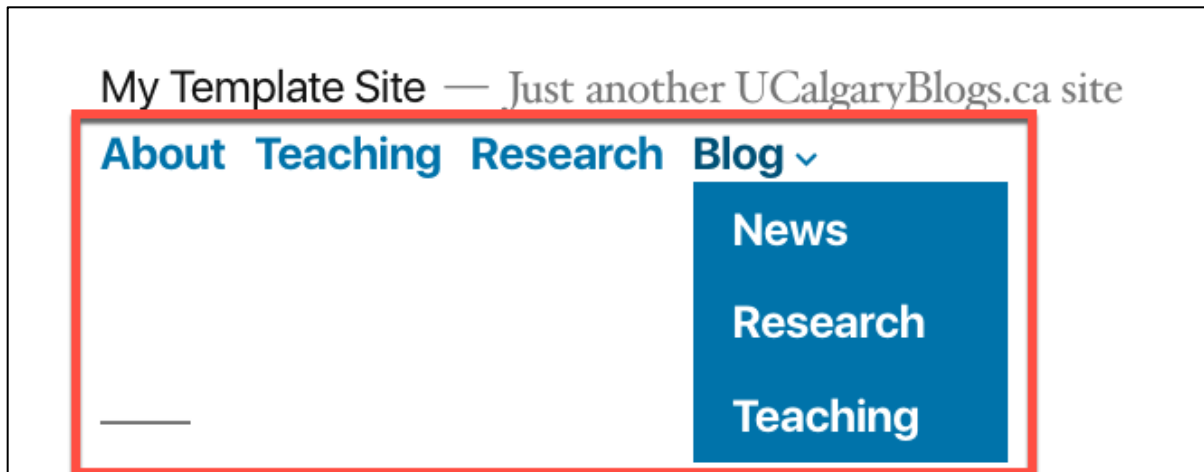 My Template Site — Just another UCalgaryBlogs.ca site
About Teaching Research Blog
News
Research
Teaching